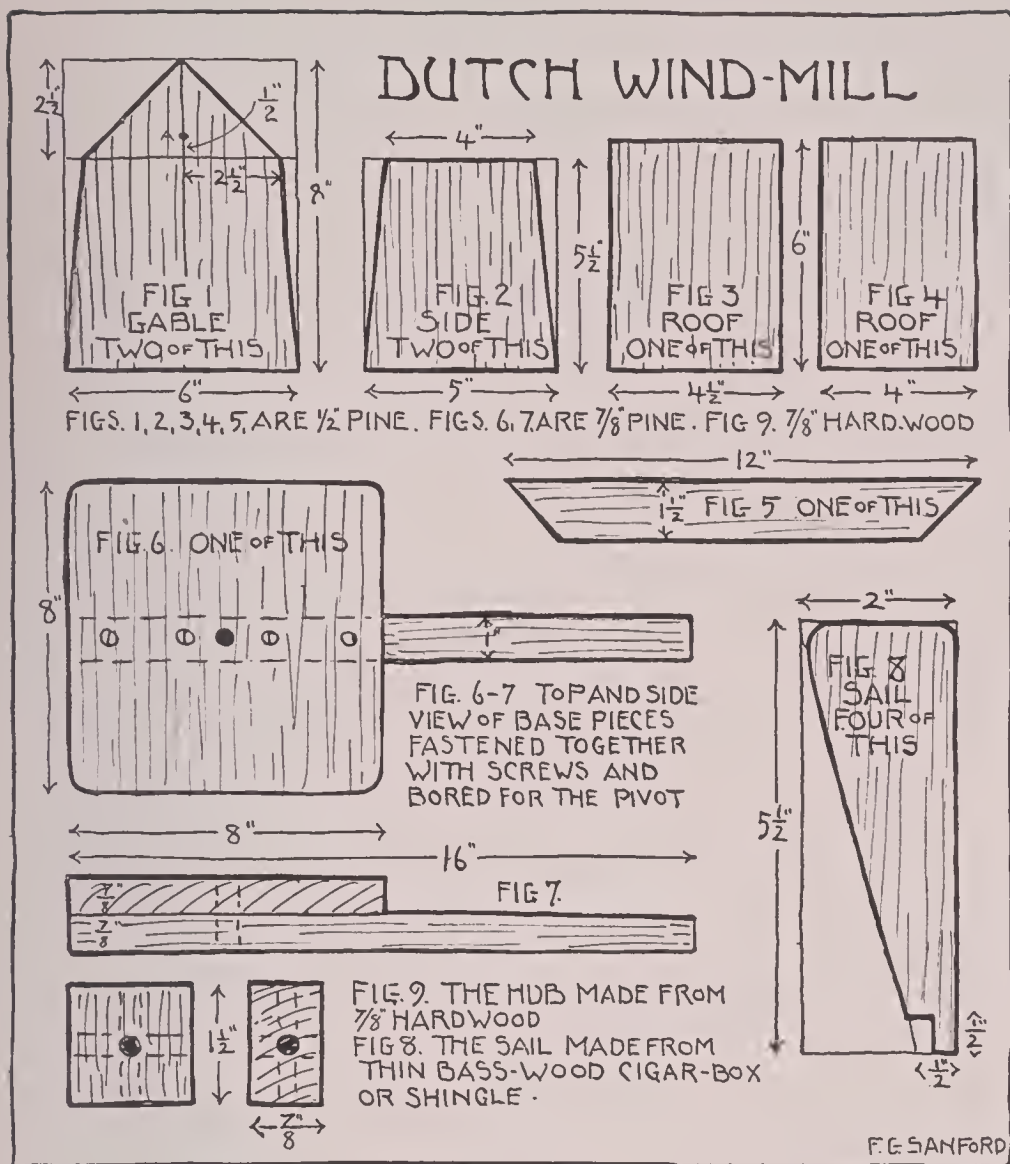 DUTCH WIND-MILL
2½"
½"
A
2½"
8"
FIG 1
GABLE
TWO OF THIS
6"
4"
5½"
FIG. 2
SIDE
TWO OF THIS
5"
FIG 3
ROOF
ONE OF THIS
4½"
6"
FIG 4
ROOF
ONE OF THIS
4"
FIGS. 1, 2, 3, 4, 5, ARE ½" PINE. FIGS. 6, 7, ARE ⅞" PINE. FIG 9. ⅞" HARD.WOOD
12"
1½" FIG 5 ONE OF THIS
FIG. 6. ONE OF THIS
8"
1"
FIG. 6-7 TOP AND SIDE
VIEW OF BASE PIECES
FASTENED TOGETHER
WITH SCREWS AND
BORED FOR THE PIVOT
8"
16"
⅞"
FIG 7.
⅞"
2"
FIG. 8
SAIL
FOUR OF
THIS
5½"
½"
½"
1½"
⅞"
FIG. 9. THE HUB MADE FROM
⅞" HARDWOOD
FIG 8. THE SAIL MADE FROM
THIN BASS-WOOD CIGAR-BOX
OR SHINGLE.
F. G. SANFORD